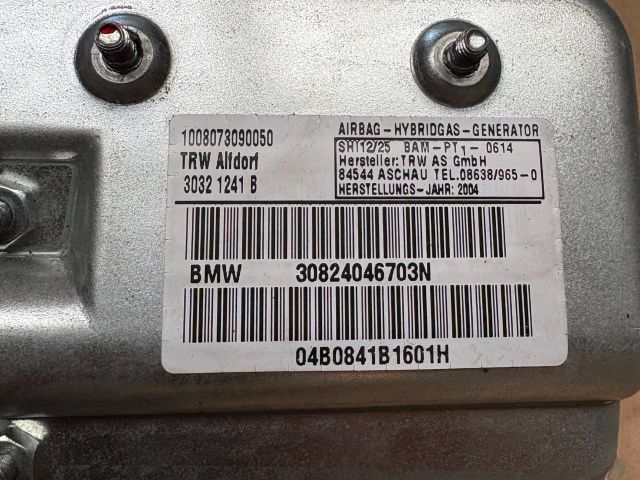 1008073090050
TRW Alfdorf
3032 1241 B
AIRBAG-HYBRIDGAS-GENERATOR
SHI12/25 BAM-PT1-0614
Hersteller:TRW AS GmbH
84544 ASCHAU TEL.08638/965-0
HERSTELLUNGS-JAHR: 2004
BMW 30824046703N
04B0841B1601H